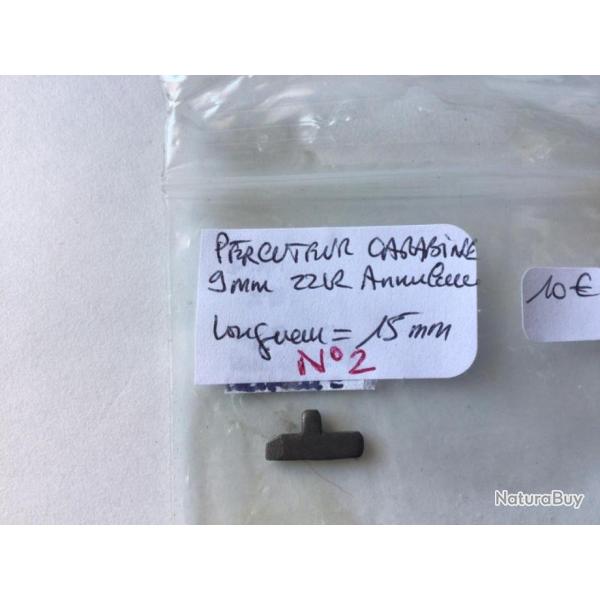 PERCUTEUR CARABINE
9mm 22LR Annulaire
longueur = 15 mm
N°2
10 €
NaturaBuy